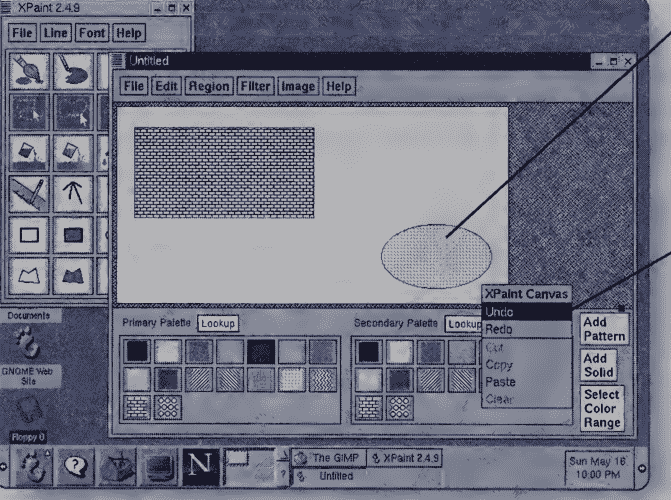 XPaint 2.4.9
File Line Font Help
Untitled
File Edit Region Filter Image Help
Primary Palette Lookup
Secondary Palette Lookup
XPaint Canvas
Undo
Redo
Cut
Copy
Paste
Clear
Add
Pattern
Add
Solid
Select
Color
Range
Documents
GNOME Web
Site
Floppy 0
N
The GIMP
XPaint 2.4.9
Untitled
Sun May 16
10:00 PM